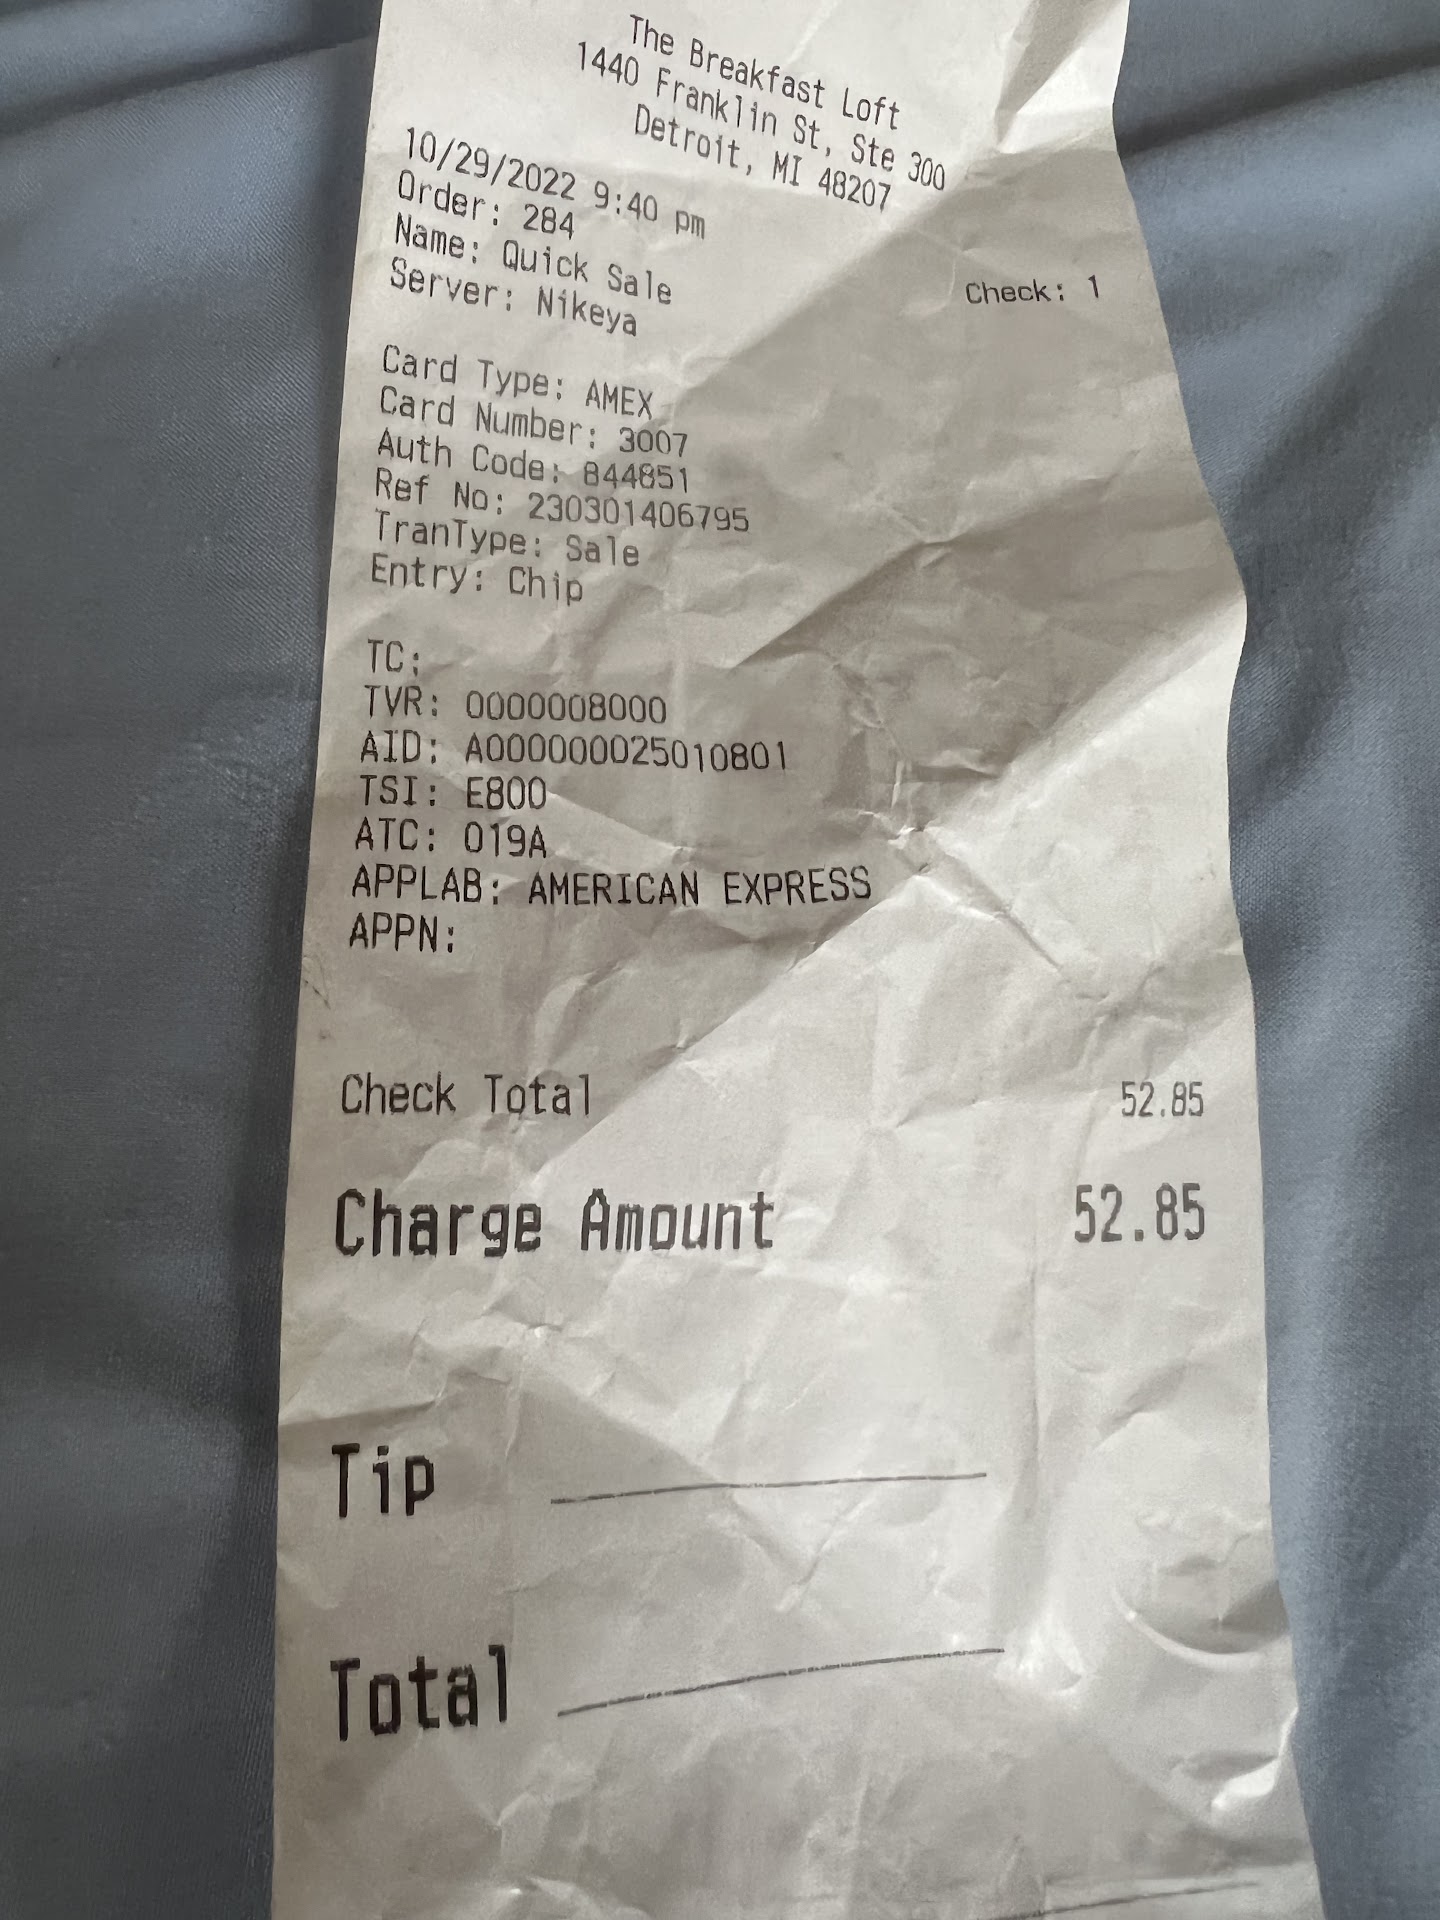 The Breakfast Loft
1440 Franklin St, Ste 300
Detroit, MI 48207
10/29/2022 9:40 pm
Order: 284
Name: Quick Sale
Server: Nikeya
Check: 1
Card Type: AMEX
Card Number: 3007
Auth Code: 844851
Ref No: 230301406795
TranType: Sale
Entry: Chip
TC:
TVR: 0000008000
AID: A000000025010801
TSI: E800
ATC: 019A
APPLAB: AMERICAN EXPRESS
APPN:
Check Total 52.85
Charge Amount 52.85
Tip
Total